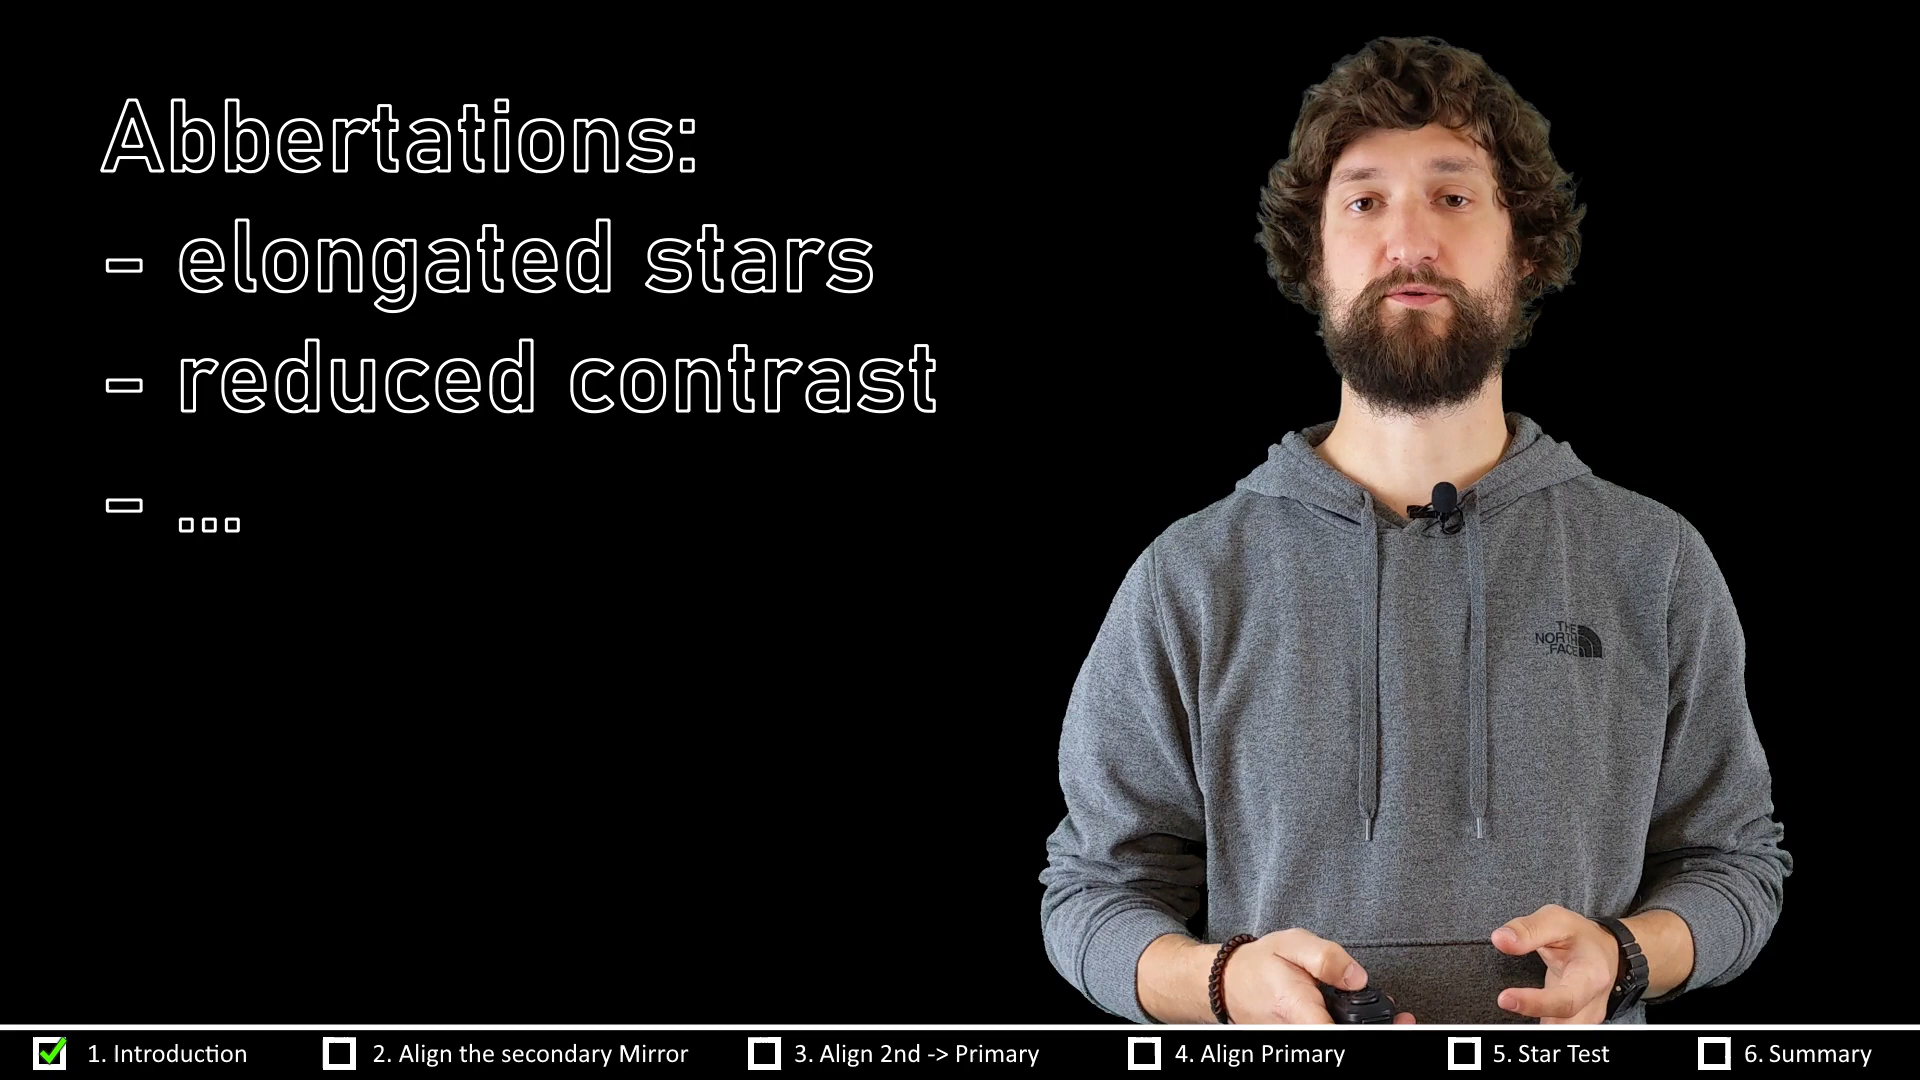 Abbertations:
- elongated stars
- reduced contrast
- ...
THE
NORTH
FACE
1. Introduction
2. Align the secondary Mirror
3. Align 2nd -> Primary
4. Align Primary
5. Star Test
6. Summary